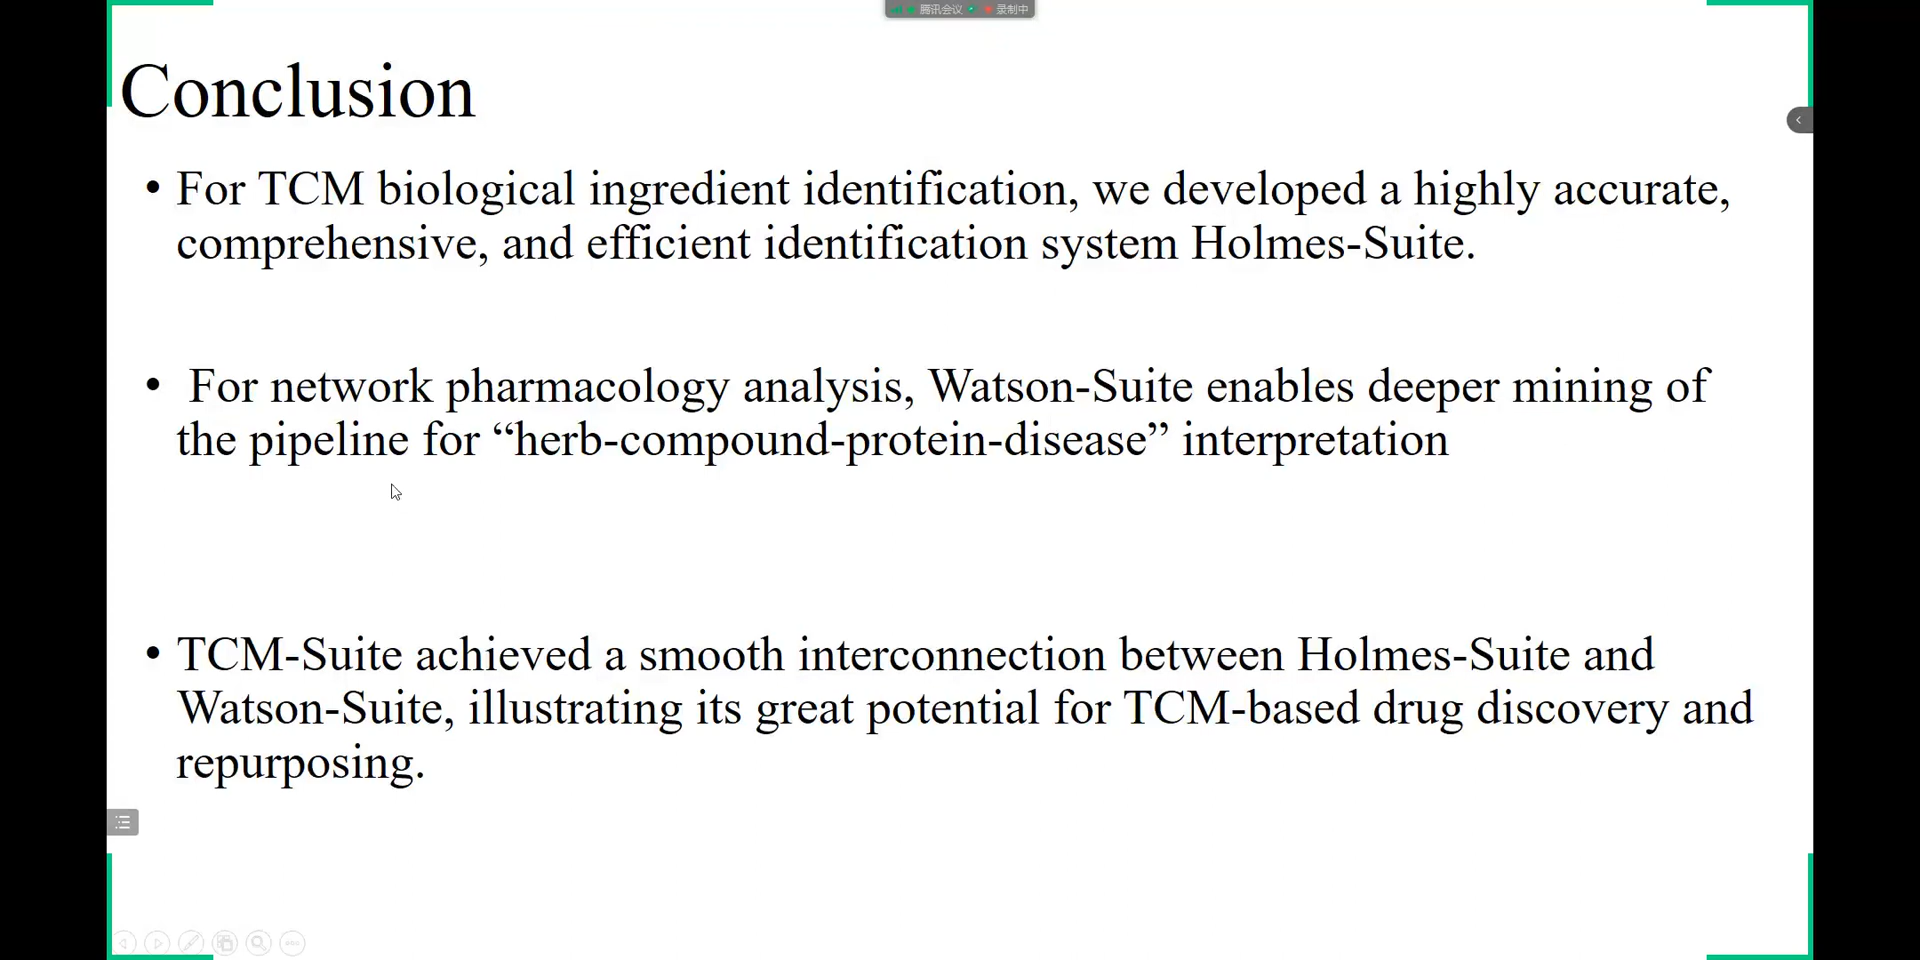 腾讯会议 录制中
Conclusion
• For TCM biological ingredient identification, we developed a highly accurate,
comprehensive, and efficient identification system Holmes-Suite.
• For network pharmacology analysis, Watson-Suite enables deeper mining of
the pipeline for “herb-compound-protein-disease” interpretation
• TCM-Suite achieved a smooth interconnection between Holmes-Suite and
Watson-Suite, illustrating its great potential for TCM-based drug discovery and
repurposing.